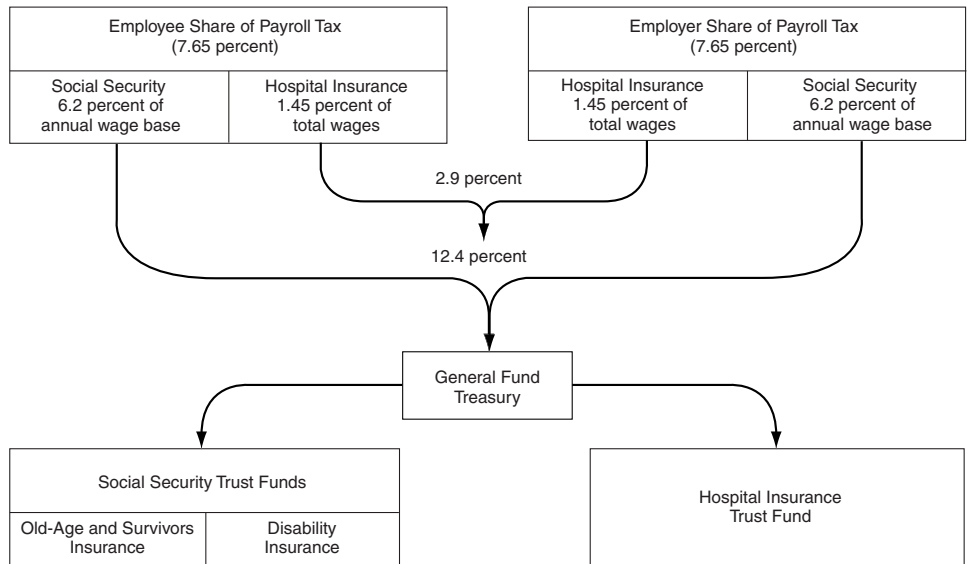 Employee Share of Payroll Tax
(7.65 percent)
Social Security
6.2 percent of
annual wage base
Hospital Insurance
1.45 percent of
total wages
Employer Share of Payroll Tax
(7.65 percent)
Hospital Insurance
1.45 percent of
total wages
Social Security
6.2 percent of
annual wage base
2.9 percent
12.4 percent
General Fund
Treasury
Social Security Trust Funds
Old-Age and Survivors
Insurance
Disability
Insurance
Hospital Insurance
Trust Fund